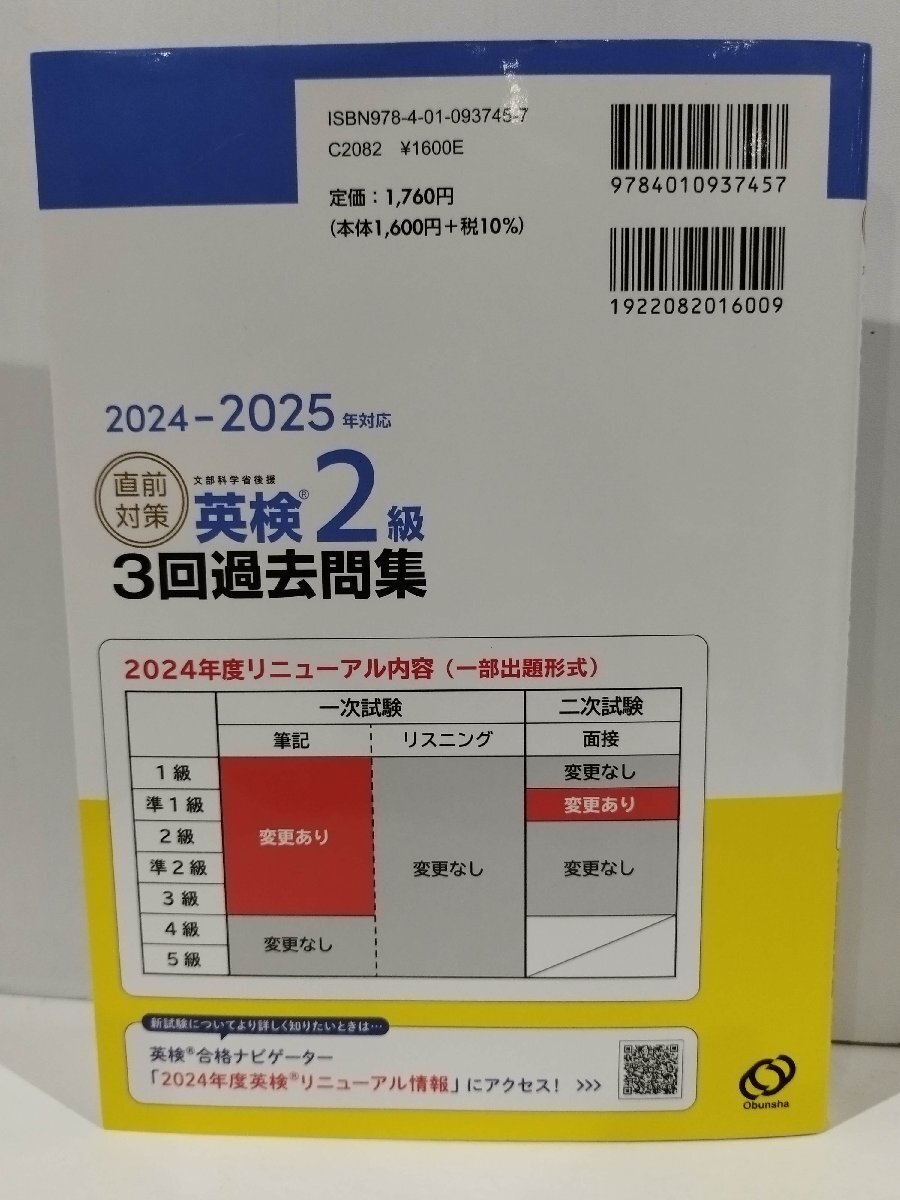 ISBN978-4-01-093745-7
C2082 ¥1600E
定価：1,760円
(本体1,600円＋税10%)
9784010937457
1922082016009
2024-2025年対応
直前
対策
文部科学省後援
英検®2級
3回過去問集
2024年度リニューアル内容（一部出題形式）
一次試験 二次試験
筆記 リスニング 面接
1級 変更なし
準1級 変更あり
2級 変更あり
準2級 変更なし 変更なし
3級
4級 変更なし
5級
新試験についてより詳しく知りたいときは…
英検®合格ナビゲーター
「2024年度英検®リニューアル情報」にアクセス！ >>>
Obunsha